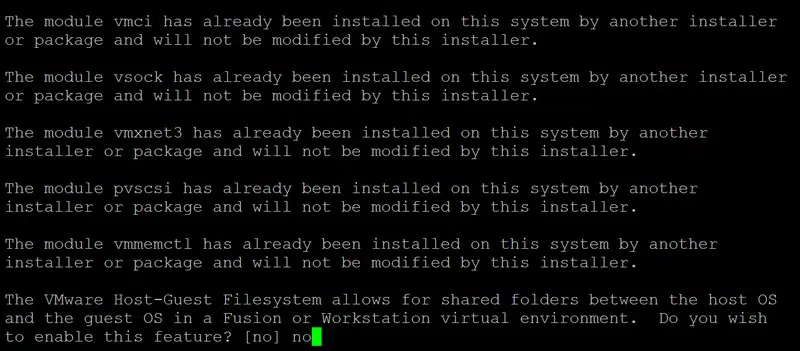 The module vmci has already been installed on this system by another installer
or package and will not be modified by this installer.
The module vsock has already been installed on this system by another installer
or package and will not be modified by this installer.
The module vmxnet3 has already been installed on this system by another
installer or package and will not be modified by this installer.
The module pvscsi has already been installed on this system by another
installer or package and will not be modified by this installer.
The module vmmemctl has already been installed on this system by another
installer or package and will not be modified by this installer.
The VMware Host-Guest Filesystem allows for shared folders between the host OS
and the guest OS in a Fusion or Workstation virtual environment.  Do you wish
to enable this feature? [no] no